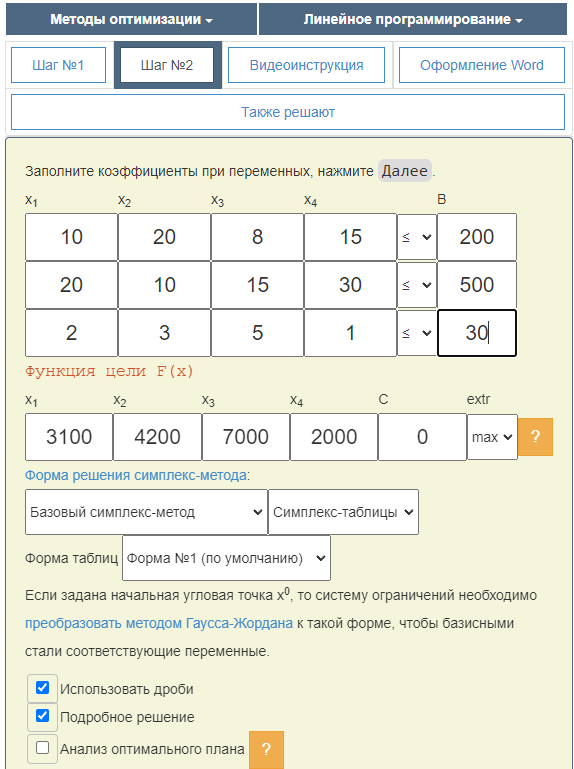 Методы оптимизации Линейное программирование
Шаг №1 Шаг №2 Видеоинструкция Оформление Word
Также решают
Заполните коэффициенты при переменных, нажмите Далее.
x1 x2 x3 x4 B
10 20 8 15 ≤ 200
20 10 15 30 ≤ 500
2 3 5 1 ≤ 30
Функция цели F(x)
x1 x2 x3 x4 C extr
3100 4200 7000 2000 0 max ?
Форма решения симплекс-метода:
Базовый симплекс-метод Симплекс-таблицы
Форма таблиц Форма №1 (по умолчанию)
Если задана начальная угловая точка x0, то систему ограничений необходимо
преобразовать методом Гаусса-Жордана к такой форме, чтобы базисными
стали соответствующие переменные.
Использовать дроби
Подробное решение
Анализ оптимального плана ?